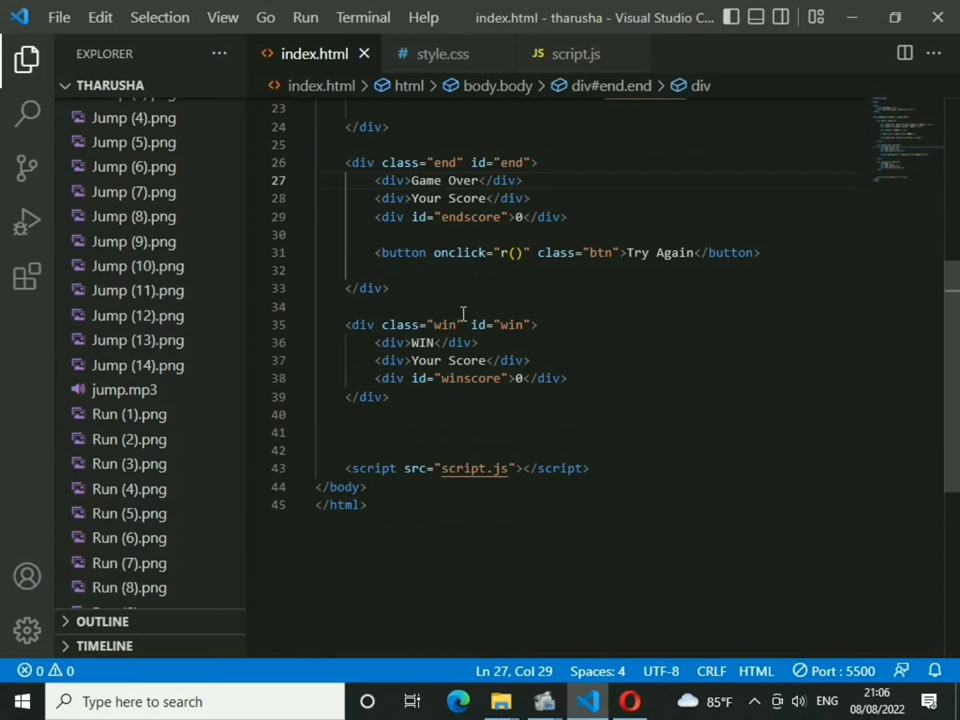 File Edit Selection View Go Run Terminal Help index.html - tharusha - Visual Studio C...
EXPLORER
index.html
style.css
JS script.js
THARUSHA
index.html > html > body.body > div#end.end > div
Jump (4).png
Jump (5).png
Jump (6).png
Jump (7).png
Jump (8).png
Jump (9).png
Jump (10).png
Jump (11).png
Jump (12).png
Jump (13).png
Jump (14).png
jump.mp3
Run (1).png
Run (2).png
Run (3).png
Run (4).png
Run (5).png
Run (6).png
Run (7).png
Run (8).png
OUTLINE
TIMELINE
23
24 </div>
25
26 <div class="end" id="end">
27 <div>Game Over</div>
28 <div>Your Score</div>
29 <div id="endscore">0</div>
30
31 <button onclick="r()" class="btn">Try Again</button>
32
33 </div>
34
35 <div class="win" id="win">
36 <div>WIN</div>
37 <div>Your Score</div>
38 <div id="winscore">0</div>
39 </div>
40
41
42
43 <script src="script.js"></script>
44 </body>
45 </html>
0 0 Ln 27, Col 29 Spaces: 4 UTF-8 CRLF HTML Port : 5500
Type here to search
85°F
ENG
21:06
08/08/2022